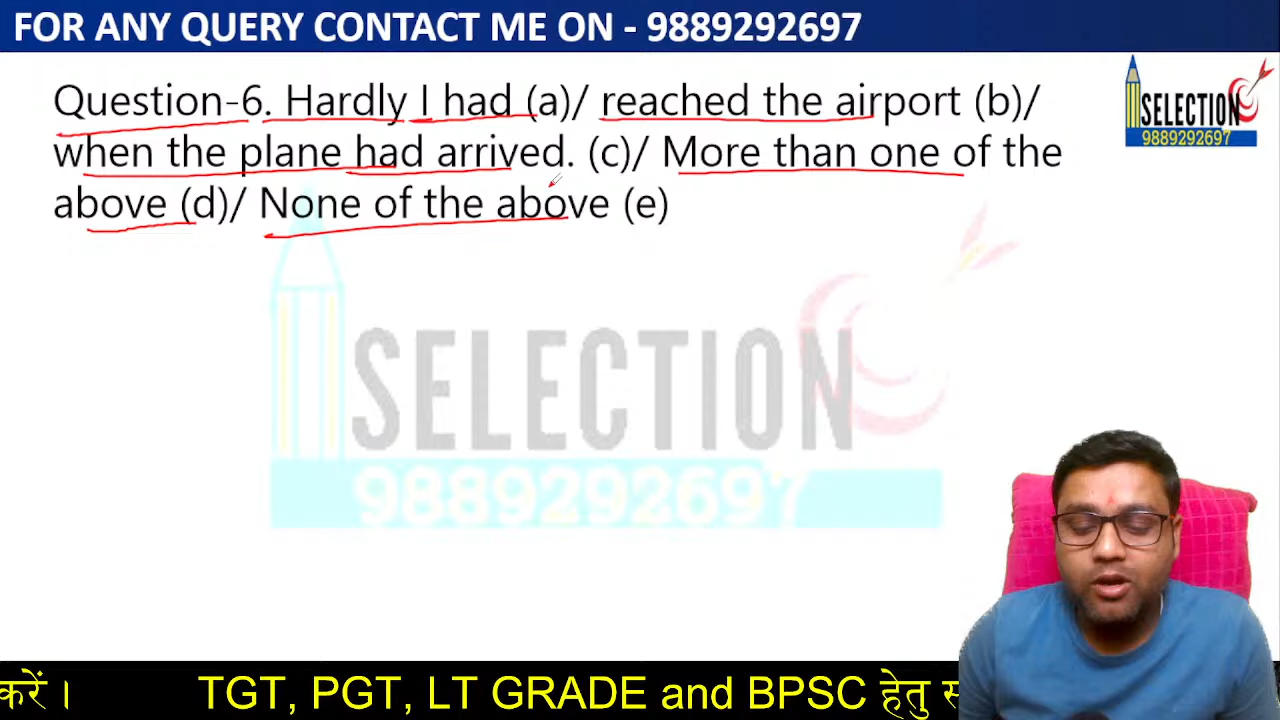 FOR ANY QUERY CONTACT ME ON - 9889292697
SELECTION
9889292697
Question-6. Hardly I had (a)/ reached the airport (b)/
when the plane had arrived. (c)/ More than one of the
above (d)/ None of the above (e)
SELECTION
9889292697
करें। TGT, PGT, LT GRADE and BPSC हेतु